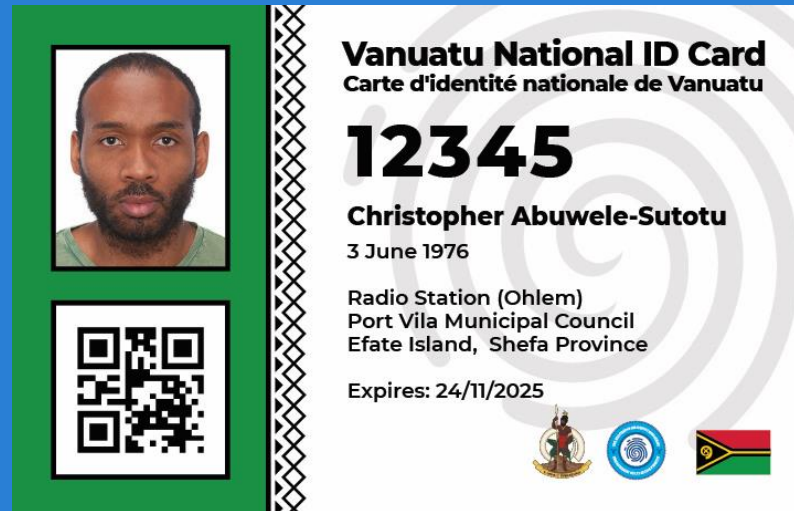 Vanuatu National ID Card
Carte d'identité nationale de Vanuatu
12345
Christopher Abuwele-Sutotu
3 June 1976
Radio Station (Ohlem)
Port Vila Municipal Council
Efate Island, Shefa Province
Expires: 24/11/2025